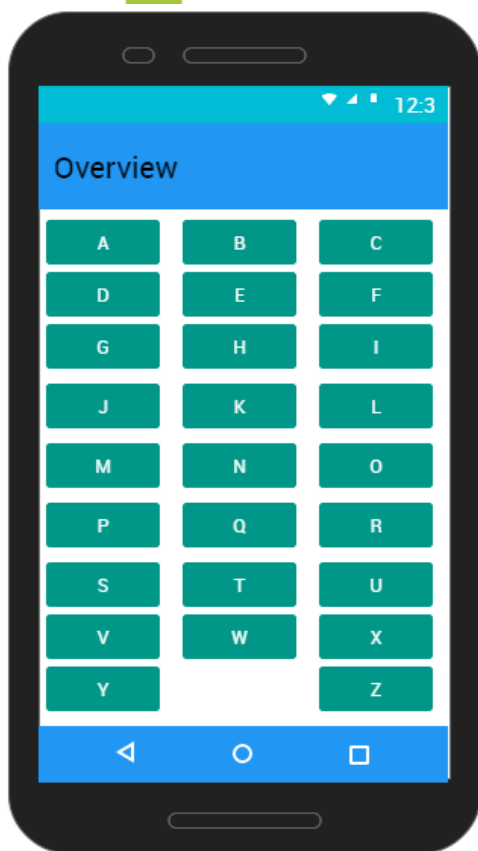 12:3
Overview
A B C
D E F
G H I
J K L
M N O
P Q R
S T U
V W X
Y Z